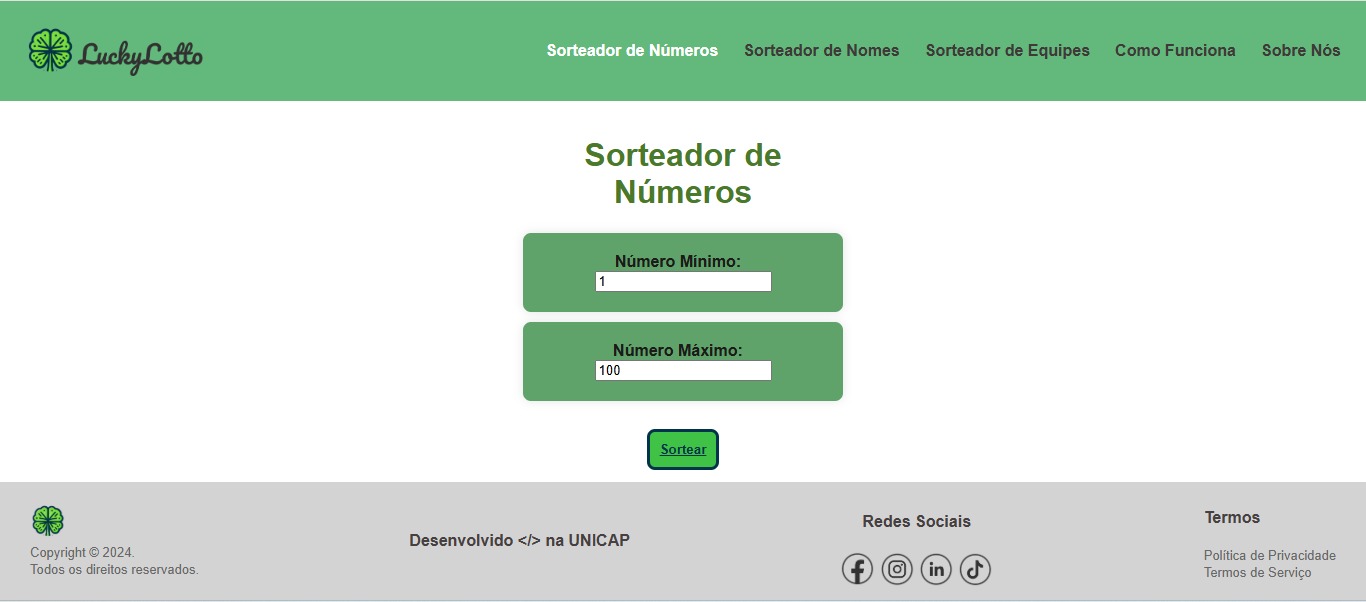 LuckyLotto
Sorteador de Números
Sorteador de Nomes
Sorteador de Equipes
Como Funciona
Sobre Nós
Sorteador de
Números
Número Mínimo:
1
Número Máximo:
100
Sortear
Copyright © 2024.
Todos os direitos reservados.
Desenvolvido </> na UNICAP
Redes Sociais
f
in
Termos
Política de Privacidade
Termos de Serviço